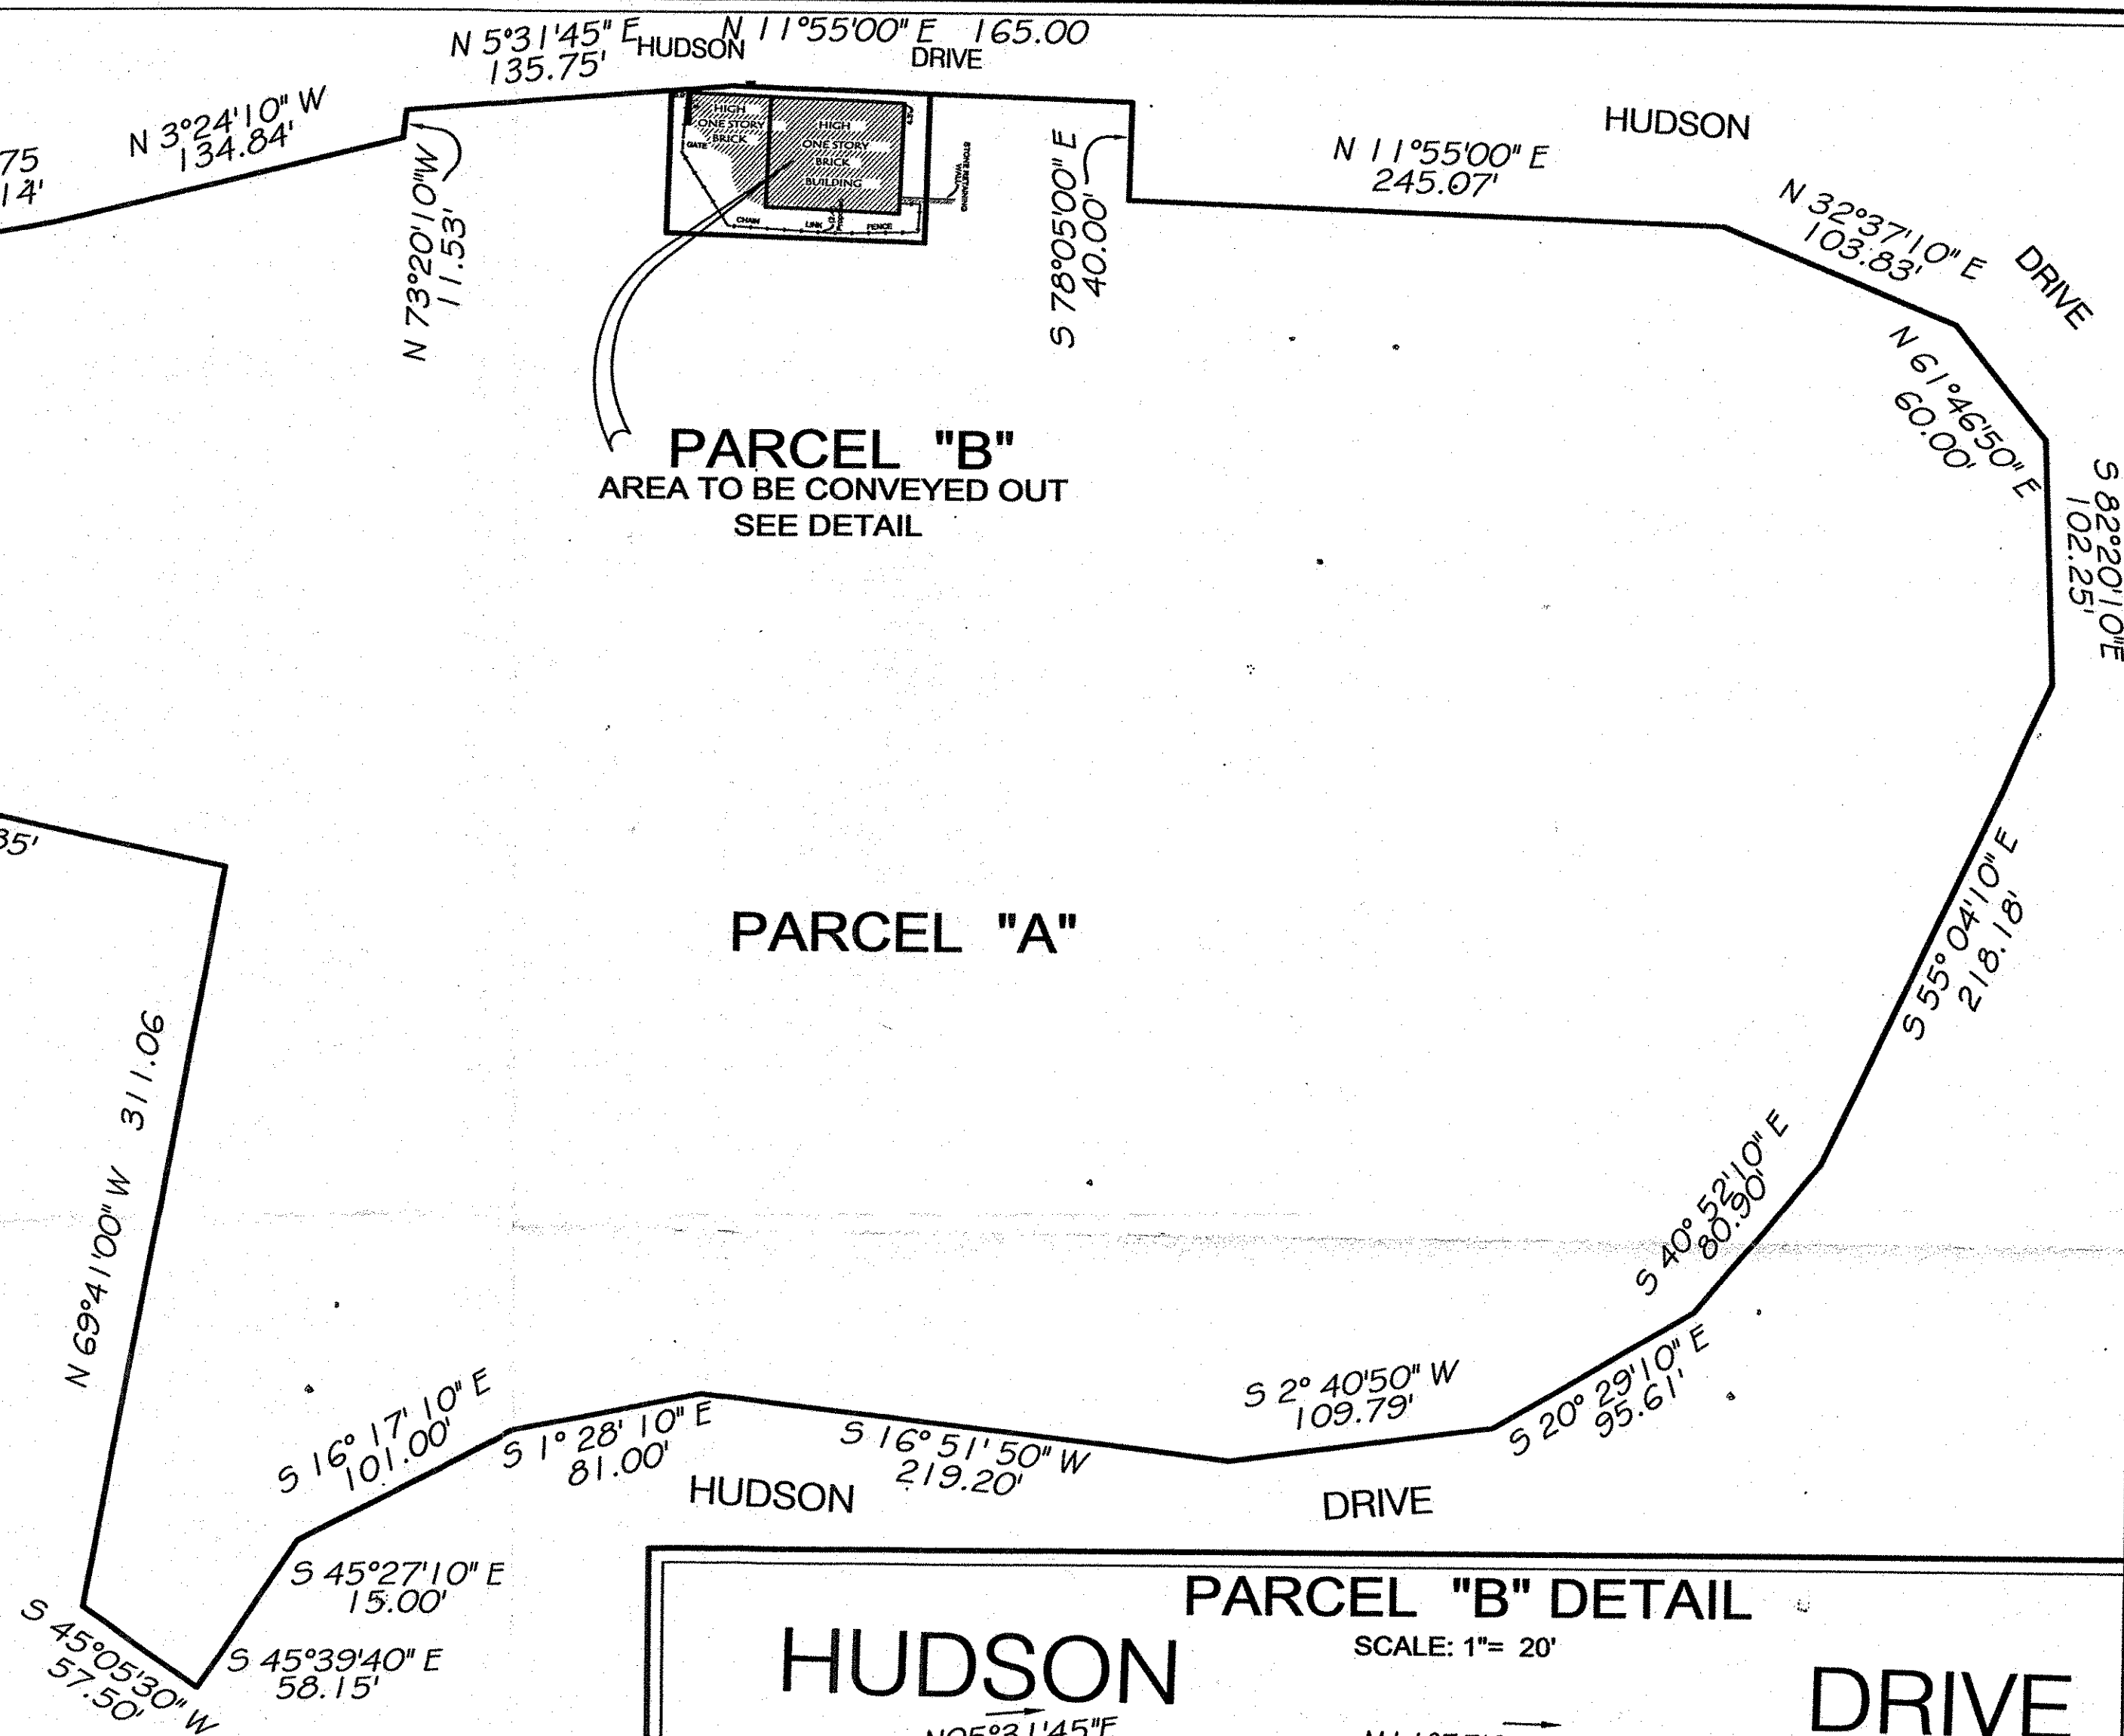 N 5°31'45" E
135.75'
HUDSON
N 11°55'00" E 165.00
DRIVE
N 3°24'10" W
134.84'
75
14'
N 73°20'10"W
11.53'
HIGH
ONE STORY
BRICK
GATE
HIGH
ONE STORY
BRICK
BUILDING
CHAIN
LINK
FENCE
STONE RETAINING
WALL
S 78°05'00" E
40.00'
N 11°55'00" E
245.07'
HUDSON
N 32°37'10" E
103.83'
DRIVE
N 61°46'50" E
60.00'
S 82°20'10"E
102.25'
PARCEL "B"
AREA TO BE CONVEYED OUT
SEE DETAIL
35'
PARCEL "A"
S 55°04'10" E
218.18'
N 69°41'00" W 311.06
S 40° 52'10" E
80.90'
S 20° 29'10" E
95.61'
S 2° 40'50" W
109.79'
S 16° 51' 50" W
219.20'
S 1° 28' 10" E
81.00'
S 16° 17' 10" E
101.00'
HUDSON
DRIVE
S 45°27'10" E
15.00'
S 45°39'40" E
58.15'
S 45°05'30" W
57.50'
PARCEL "B" DETAIL
SCALE: 1"= 20'
HUDSON
DRIVE
N05°31'45"E